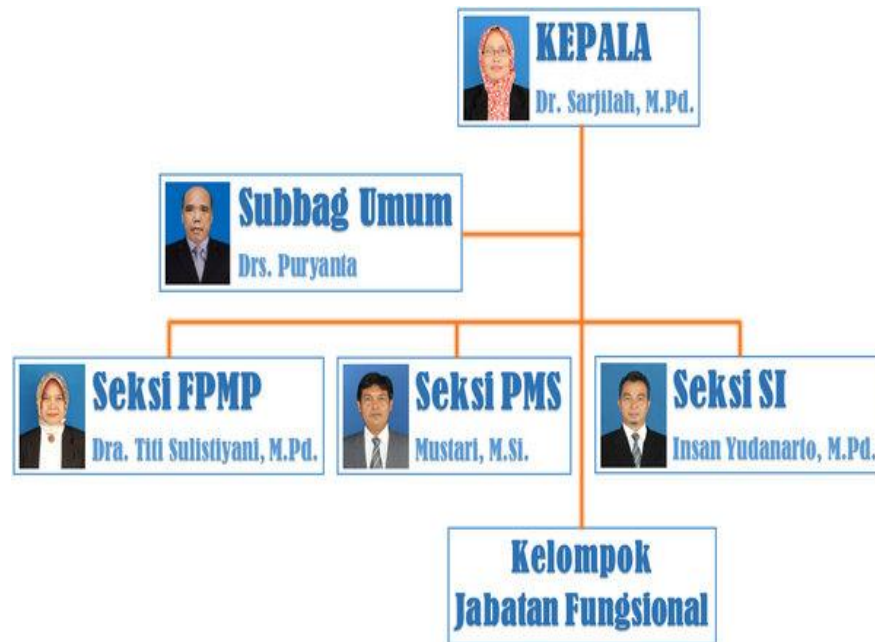 KEPALA
Dr. Sarjilah, M.Pd.
Subbag Umum
Drs. Puryanta
Seksi FPMP
Dra. Titi Sulistiyani, M.Pd.
Seksi PMS
Mustari, M.Si.
Seksi SI
Insan Yudanarto, M.Pd.
Kelompok
Jabatan Fungsional